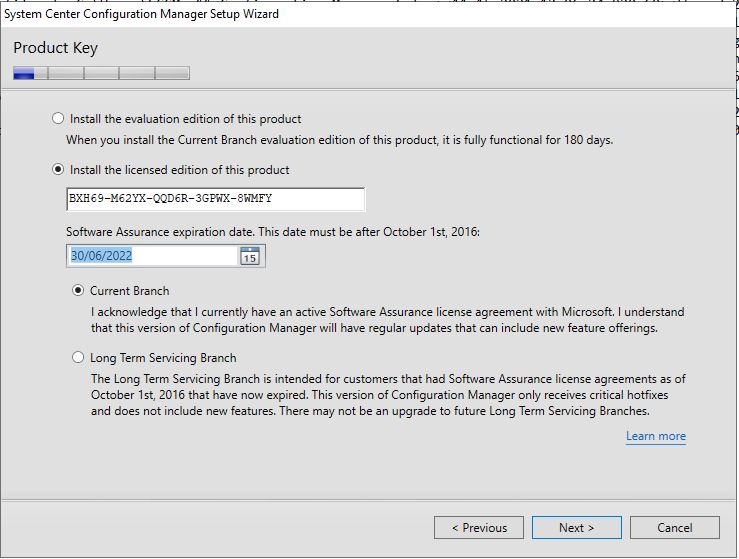 System Center Configuration Manager Setup Wizard
Product Key
Install the evaluation edition of this product
When you install the Current Branch evaluation edition of this product, it is fully functional for 180 days.
Install the licensed edition of this product
BXH69-M62YX-QQD6R-3GPWX-8WMFY
Software Assurance expiration date. This date must be after October 1st, 2016:
30/06/2022
15
Current Branch
I acknowledge that I currently have an active Software Assurance license agreement with Microsoft. I understand
that this version of Configuration Manager will have regular updates that can include new feature offerings.
Long Term Servicing Branch
The Long Term Servicing Branch is intended for customers that had Software Assurance license agreements as of
October 1st, 2016 that have now expired. This version of Configuration Manager only receives critical hotfixes
and does not include new features. There may not be an upgrade to future Long Term Servicing Branches.
Learn more
< Previous
Next >
Cancel